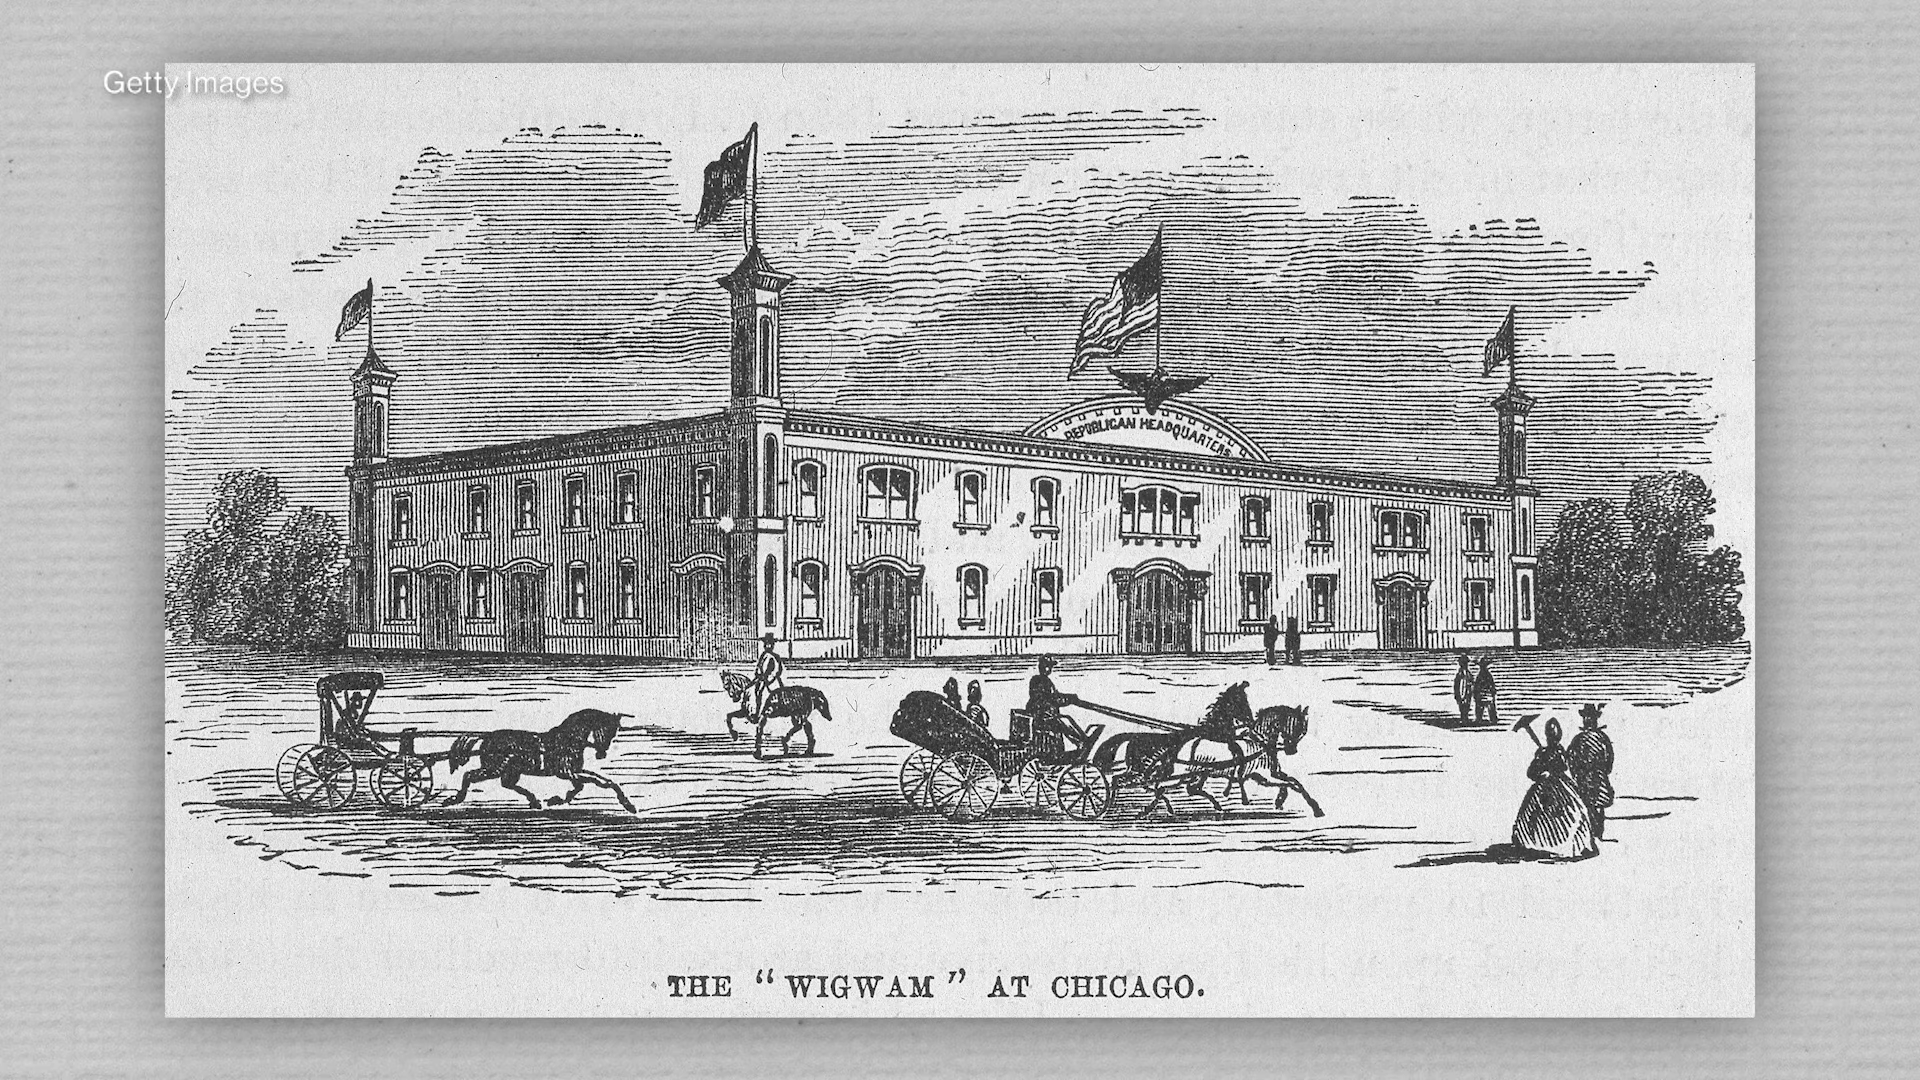 Getty Images
REPUBLICAN HEADQUARTERS
THE “WIGWAM” AT CHICAGO.